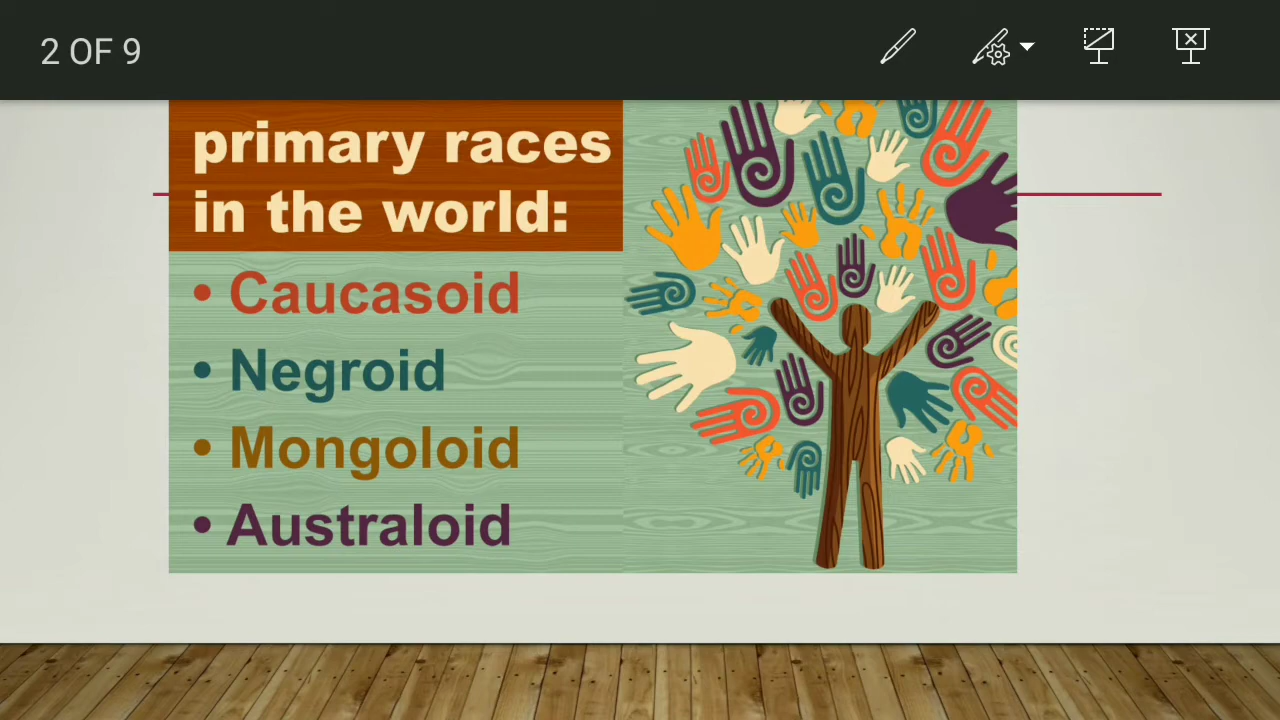 2 OF 9
primary races
in the world:
• Caucasoid
• Negroid
• Mongoloid
• Australoid